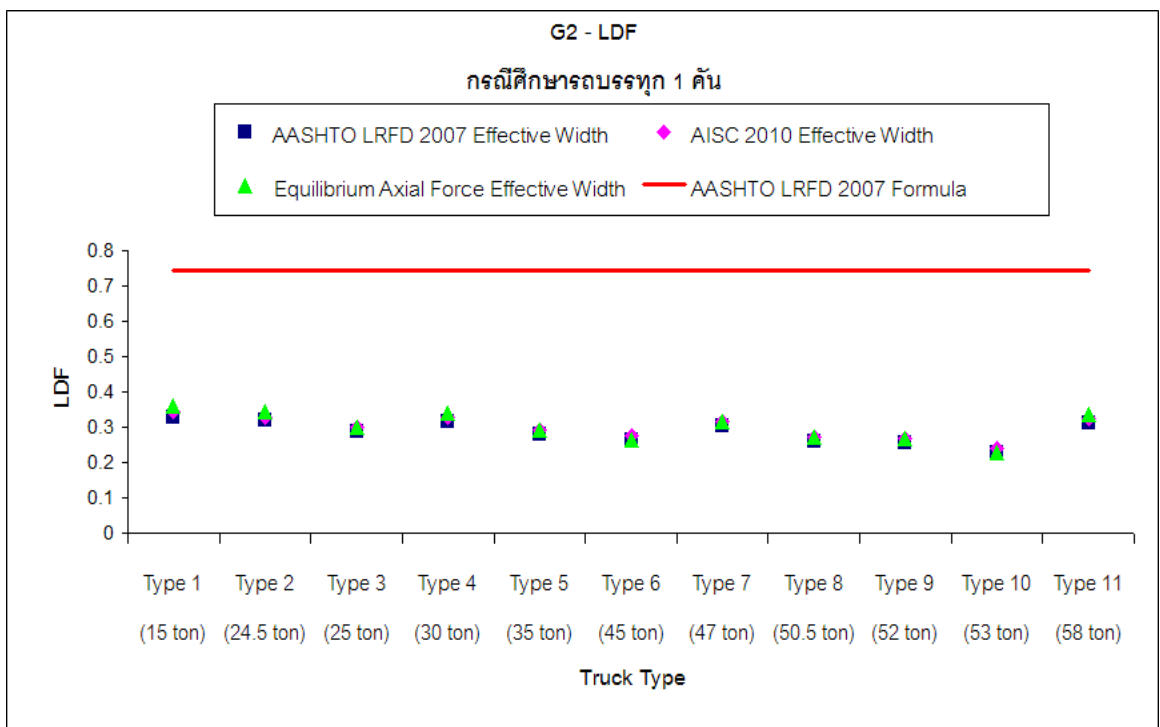 G2 - LDF
กรณีศึกษารถบรรทุก 1 คัน
AASHTO LRFD 2007 Effective Width
AISC 2010 Effective Width
Equilibrium Axial Force Effective Width
AASHTO LRFD 2007 Formula
0.8
0.7
0.6
0.5
0.4
0.3
0.2
0.1
0
LDF
Type 1 Type 2 Type 3 Type 4 Type 5 Type 6 Type 7 Type 8 Type 9 Type 10 Type 11
(15 ton) (24.5 ton) (25 ton) (30 ton) (35 ton) (45 ton) (47 ton) (50.5 ton) (52 ton) (53 ton) (58 ton)
Truck Type